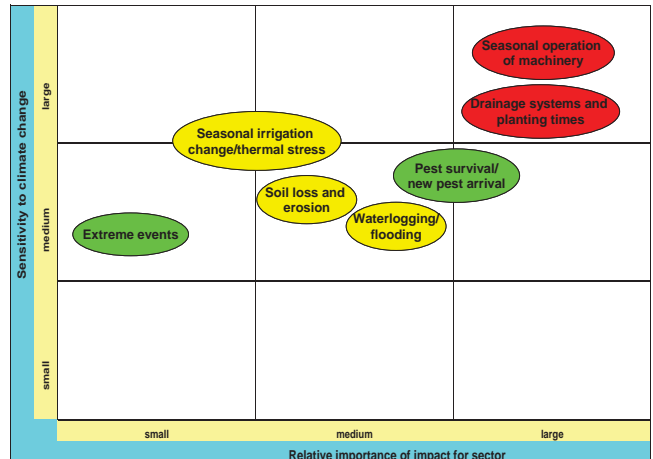 Sensitivity to climate change
large
medium
small
Seasonal operation
of machinery
Drainage systems and
planting times
Seasonal irrigation
change/thermal stress
Pest survival/
new pest arrival
Soil loss and
erosion
Waterlogging/
flooding
Extreme events
small
medium
large
Relative importance of impact for sector